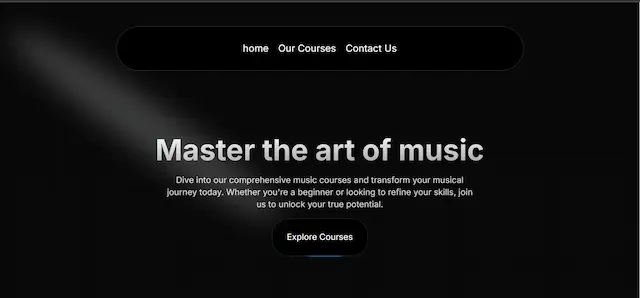 home Our Courses Contact Us
Master the art of music
Dive into our comprehensive music courses and transform your musical
journey today. Whether you're a beginner or looking to refine your skills, join
us to unlock your true potential.
Explore Courses